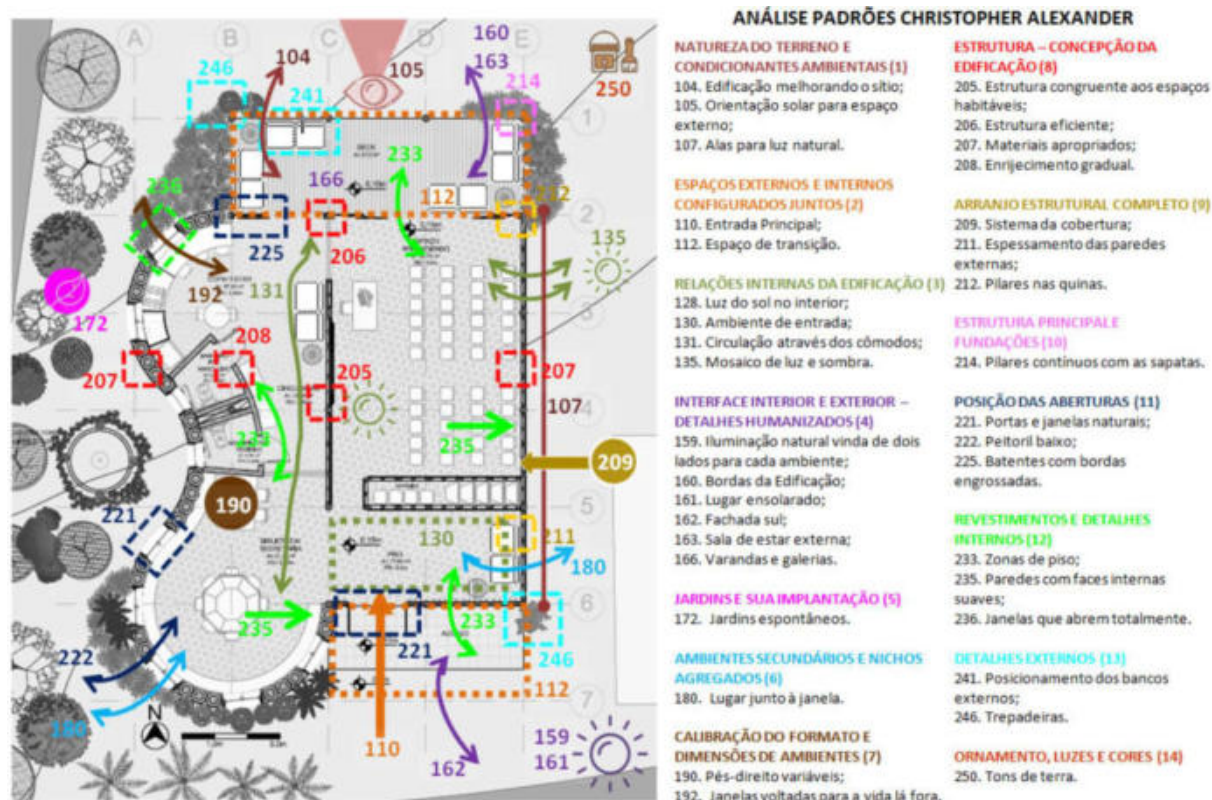 ANÁLISE PADRÕES CHRISTOPHER ALEXANDER
NATUREZA DO TERRENO E
CONDICIONANTES AMBIENTAIS (1)
104. Edificação melhorando o sítio;
105. Orientação solar para espaço
externo;
107. Alas para luz natural.
ESPAÇOS EXTERNOS E INTERNOS
CONFIGURADOS JUNTOS (2)
110. Entrada Principal;
112. Espaço de transição.
RELAÇÕES INTERNAS DA EDIFICAÇÃO (3)
128. Luz do sol no interior;
130. Ambiente de entrada;
131. Circulação através dos cômodos;
135. Mosaico de luz e sombra.
INTERFACE INTERIOR E EXTERIOR –
DETALHES HUMANIZADOS (4)
159. Iluminação natural vinda de dois
lados para cada ambiente;
160. Bordas da Edificação;
161. Lugar ensolarado;
162. Fachada sul;
163. Sala de estar externa;
166. Varandas e galerias.
JARDINS E SUA IMPLANTAÇÃO (5)
172. Jardins espontâneos.
AMBIENTES SECUNDÁRIOS E NICHOS
AGREGADOS (6)
180. Lugar junto à janela.
CALIBRAÇÃO DO FORMATO E
DIMENSÕES DE AMBIENTES (7)
190. Pés-direito variáveis;
192. Janelas voltadas para a vida lá fora.
ESTRUTURA – CONCEPÇÃO DA
EDIFICAÇÃO (8)
205. Estrutura congruente aos espaços
habitáveis;
206. Estrutura eficiente;
207. Materiais apropriados;
208. Enrijecimento gradual.
ARRANJO ESTRUTURAL COMPLETO (9)
209. Sistema da cobertura;
211. Espessamento das paredes
externas;
212. Pilares nas quinas.
ESTRUTURA PRINCIPAL E
FUNDAÇÕES (10)
214. Pilares contínuos com as sapatas.
POSIÇÃO DAS ABERTURAS (11)
221. Portas e janelas naturais;
222. Peitoril baixo;
225. Batentes com bordas
engrossadas.
REVESTIMENTOS E DETALHES
INTERNOS (12)
233. Zonas de piso;
235. Paredes com faces internas
suaves;
236. Janelas que abrem totalmente.
DETALHES EXTERNOS (13)
241. Posicionamento dos bancos
externos;
246. Trepadeiras.
ORNAMENTO, LUZES E CORES (14)
250. Tons de terra.
A B C D E
160
104
163
105
246
214
250
241
1
233
166
236
112
212
2
225
206
135
192
131
172
3
208
207
205
207
107
4
233
235
209
190
221
5
130
211
180
6
235
221
233
246
222
112
7
180
N
110
162
159
161